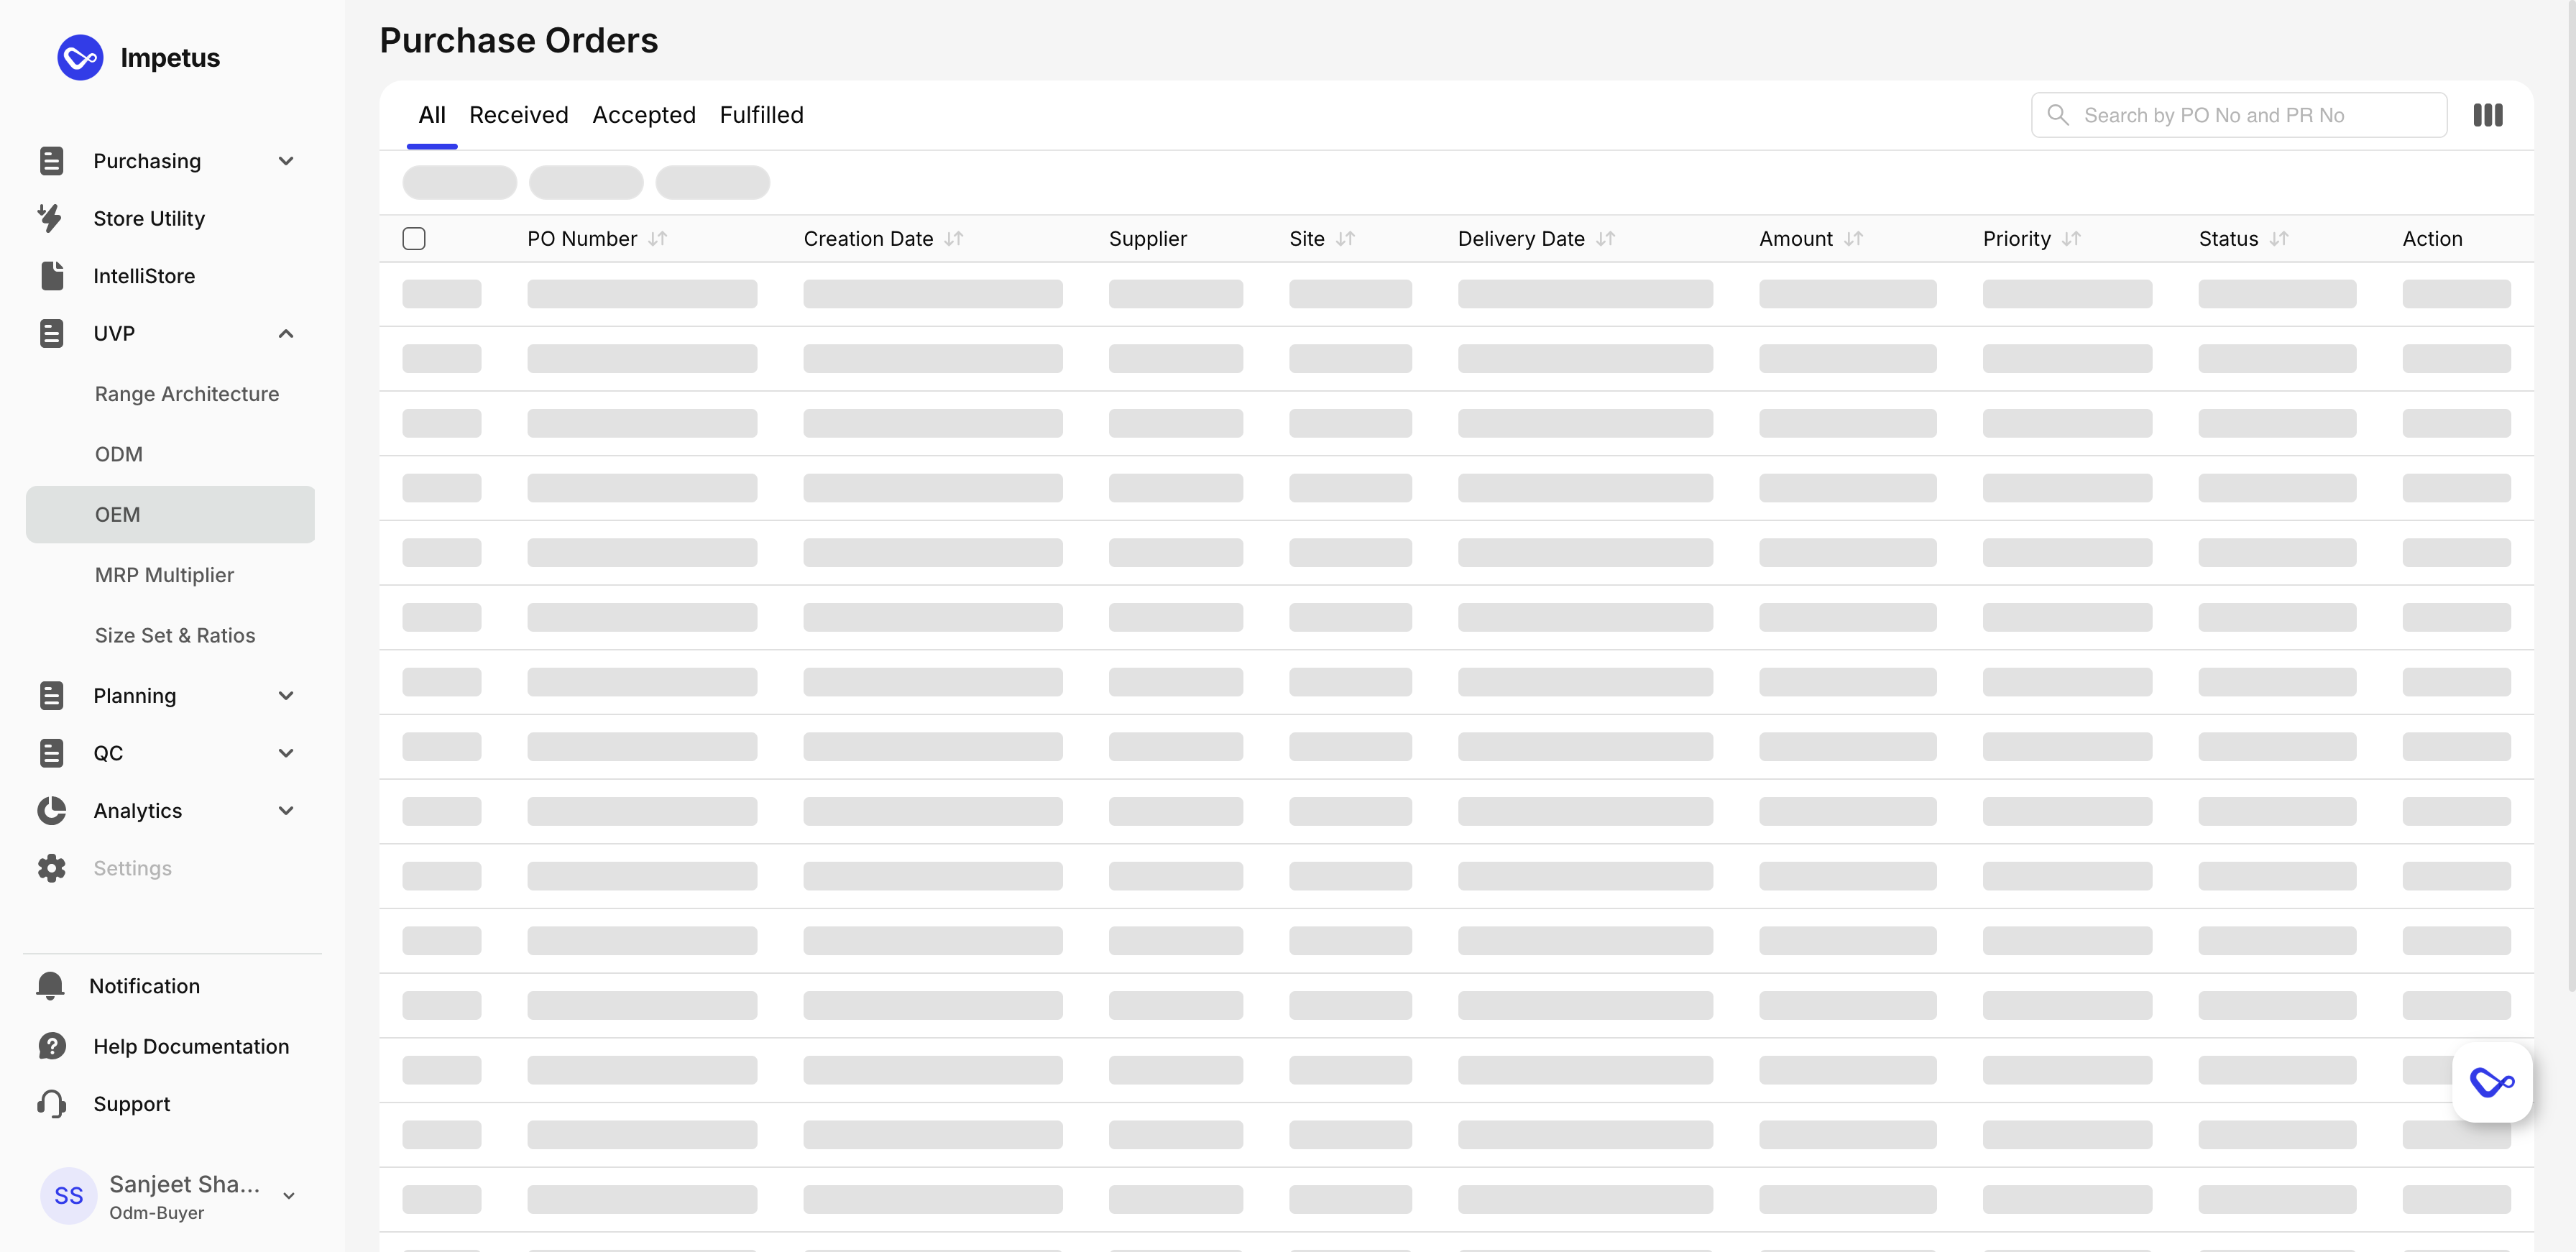 Impetus
Purchasing
Store Utility
IntelliStore
UVP
Range Architecture
ODM
OEM
MRP Multiplier
Size Set & Ratios
Planning
QC
Analytics
Settings
Notification
Help Documentation
Support
SS
Sanjeet Sha...
Odm-Buyer
Purchase Orders
All Received Accepted Fulfilled
Search by PO No and PR No
PO Number Creation Date Supplier Site Delivery Date Amount Priority Status Action